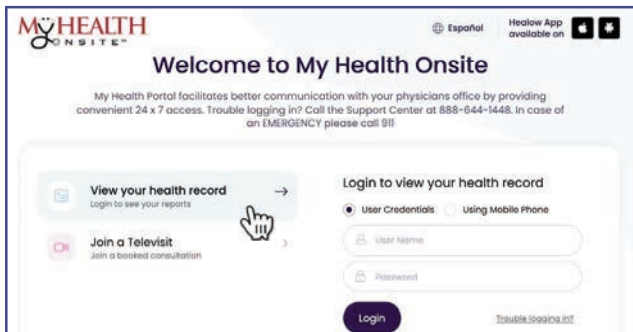 MY HEALTH
ONSITE
Español
Healow App
available on
Welcome to My Health Onsite
My Health Portal facilitates better communication with your physicians office by providing
convenient 24 x 7 access. Trouble logging in? Call the Support Center at 888-644-1448. In case of
an EMERGENCY please call 911
View your health record
Login to see your reports
Join a Televisit
Join a booked consultation
Login to view your health record
User Credentials Using Mobile Phone
User Name
Password
Login Trouble logging in?